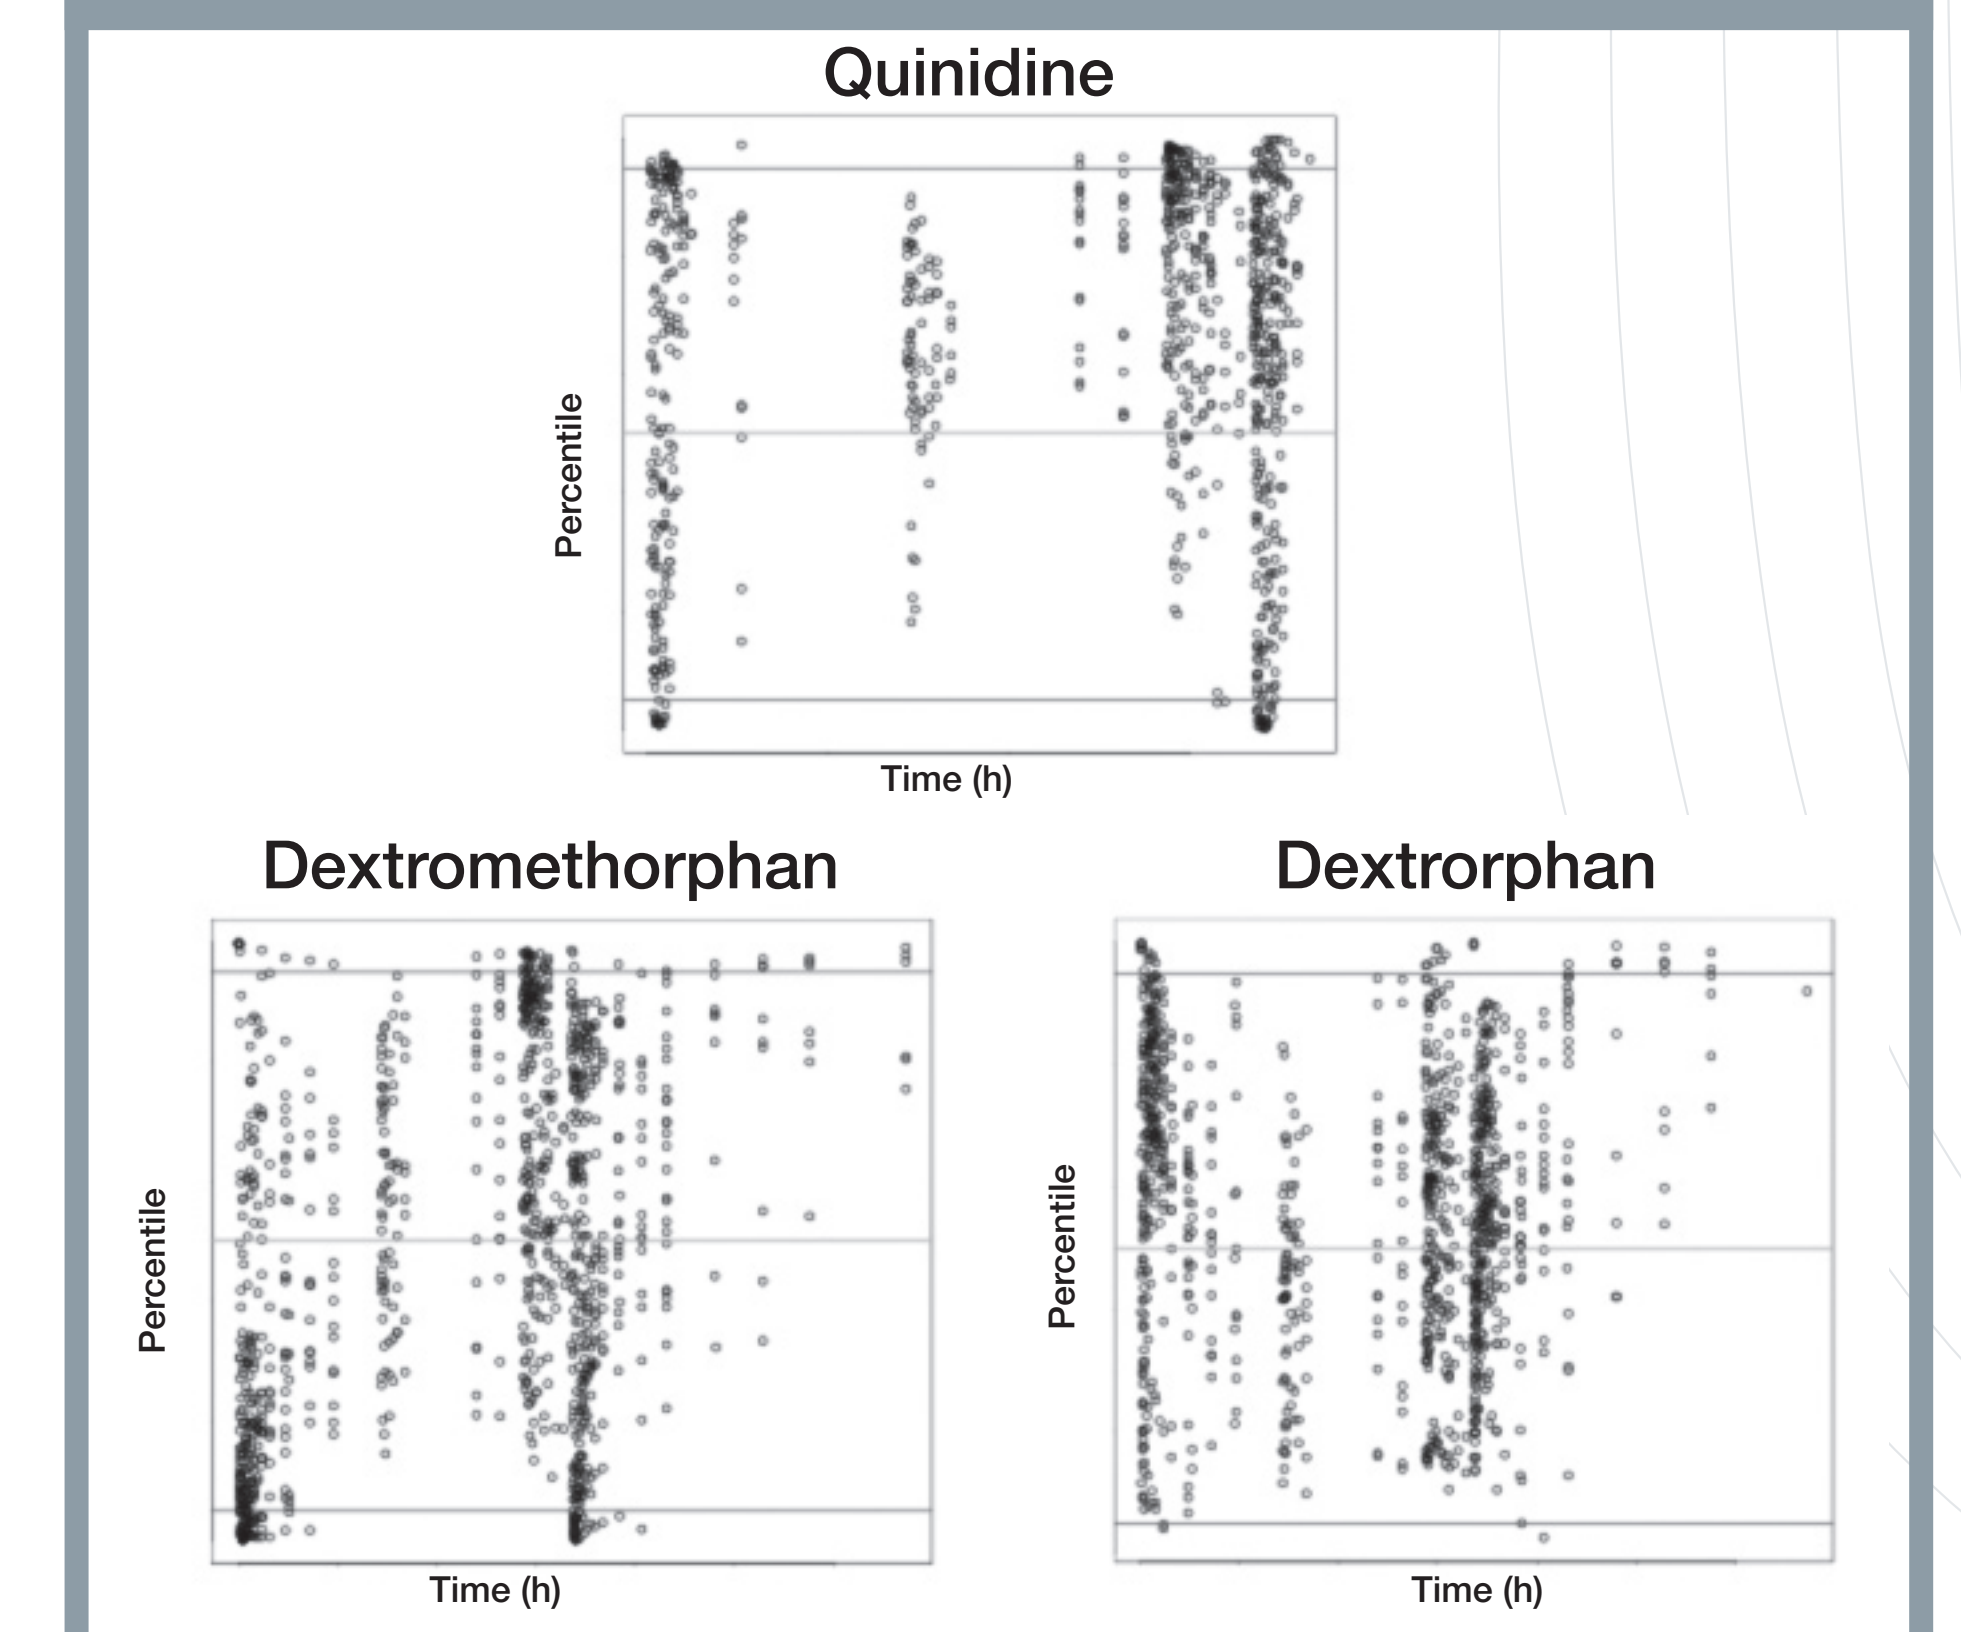 Quinidine
Percentile
Time (h)
Dextromethorphan
Percentile
Time (h)
Dextrorphan
Percentile
Time (h)